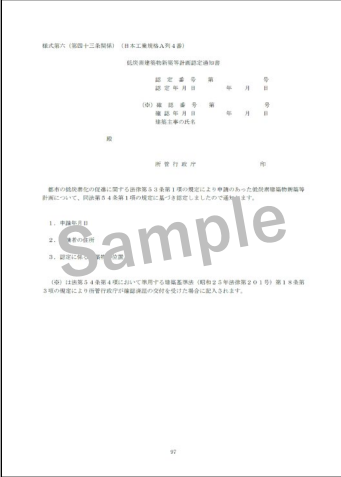 様式第六（第四十三条関係）（日本工業規格A列4番）
低炭素建築物新築等計画認定通知書
認定番号 第 号
認定年月日 年 月 日
（※）確認番号 第 号
確認年月日 年 月 日
建築主事の氏名
殿
所管行政庁 印
都市の低炭素化の促進に関する法律第53条第1項の規定により申請のあった低炭素建築物新築等
計画について、同法第54条第1項の規定に基づき認定しましたので通知します。
1．申請年月日
2．の住所
3．認定に係る 位置
（※）は法第54条第4項において準用する建築基準法（昭和25年法律第201号）第18条第
3項の規定により所管行政庁が確認済証の交付を受けた場合に記入されます。
Sample
97